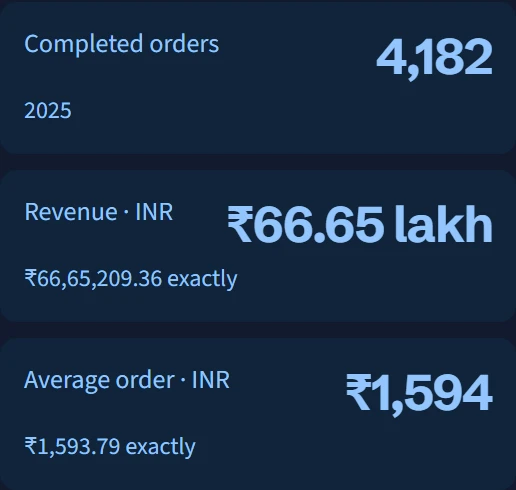 Completed orders
4,182
2025
Revenue · INR
₹66.65 lakh
₹66,65,209.36 exactly
Average order · INR
₹1,594
₹1,593.79 exactly